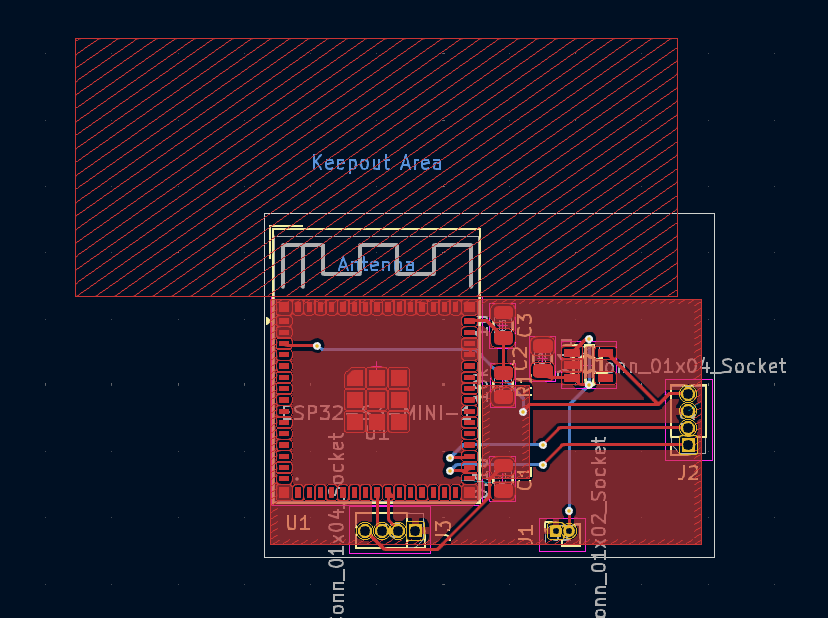 Keepout Area
Antenna
C3
C2
R1
Conn_01x04_Socket
ESP32-S3-MINI-1
U1
J2
C1
U1
J3
J1
Conn_01x04_Socket
Conn_01x02_Socket